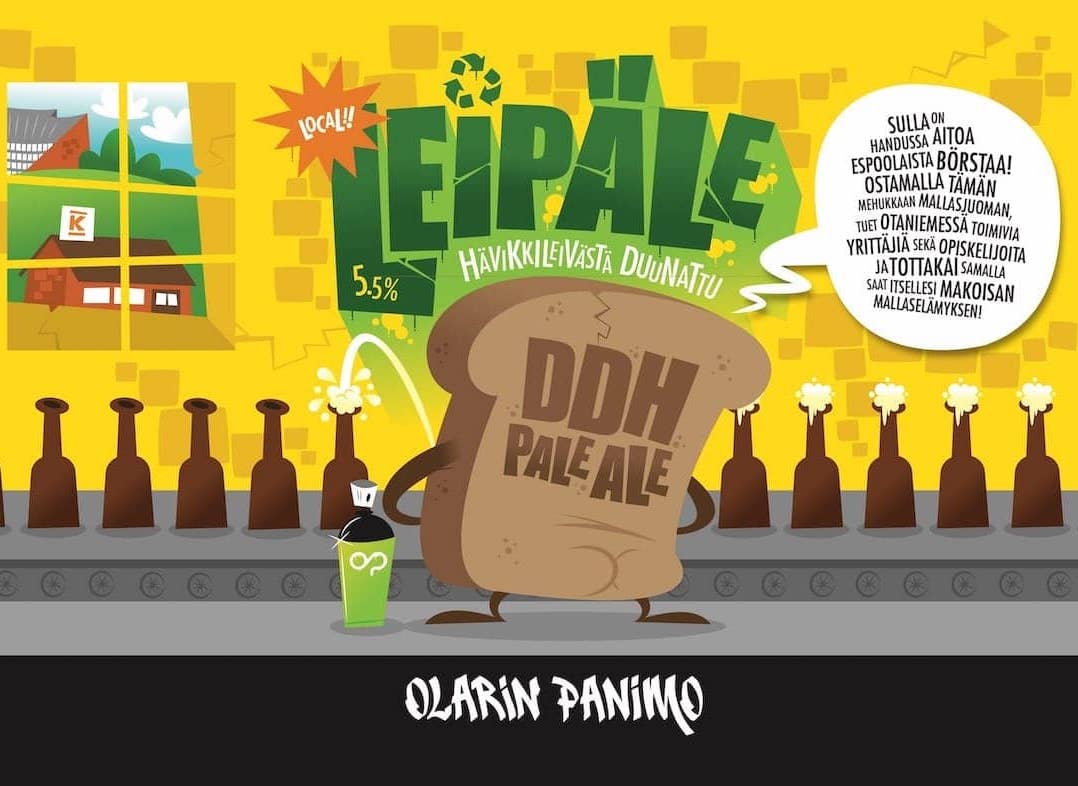 LOCAL!!
LEIPÄLE
HÄVIKKILEIVÄSTÄ DUUNATTU
5.5%
K
SULLA ON
HANDUSSA AITOA
ESPOOLAISTA BÖRSTAA!
OSTAMALLA TÄMÄN
MEHUKKAAN MALLASJUOMAN,
TUET OTANIEMESSÄ TOIMIVIA
YRITTÄJIÄ SEKÄ OPISKELIJOITA
JA TOTTAKAI SAMALLA
SAAT ITSELLESI MAKOISAN
MALLASELÄMYKSEN!
DDH
PALE ALE
OP
OLARIN PANIMO